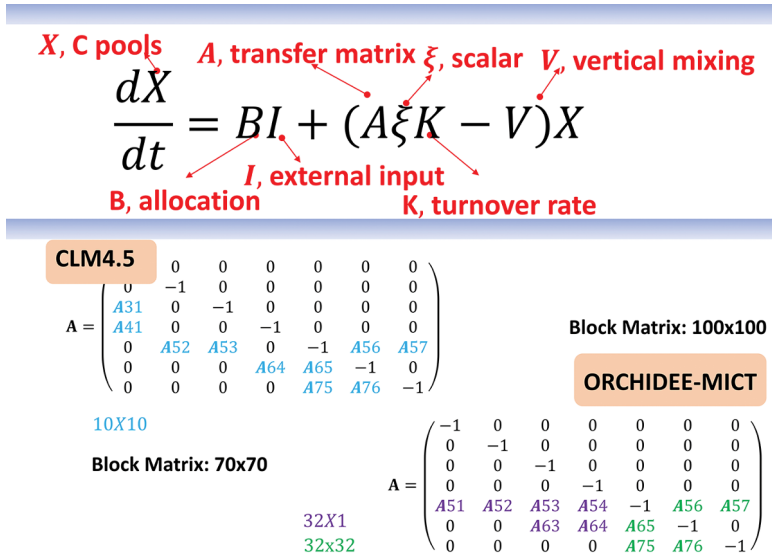 X, C pools
A, transfer matrix
ξ, scalar
V, vertical mixing
dX/dt = BI + (AξK − V)X
I, external input
B, allocation
K, turnover rate
CLM4.5
0 0 0 0 0 0
0 −1 0 0 0 0 0
A31 0 −1 0 0 0 0
A = A41 0 0 −1 0 0 0
0 A52 A53 0 −1 A56 A57
0 0 0 A64 A65 −1 0
0 0 0 0 A75 A76 −1
10X10
Block Matrix: 70x70
Block Matrix: 100x100
ORCHIDEE-MICT
−1 0 0 0 0 0 0
0 −1 0 0 0 0 0
0 0 −1 0 0 0 0
A = 0 0 0 −1 0 0 0
A51 A52 A53 A54 −1 A56 A57
0 0 A63 A64 A65 −1 0
0 0 0 0 A75 A76 −1
32X1
32x32